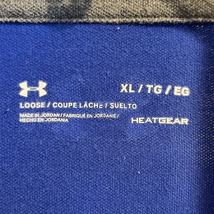 XL / TG / EG
LOOSE / COUPE LÂCHE / SUELTO
MADE IN JORDAN / FABRIQUÉ EN JORDANIE /
HECHO EN JORDANIA
HEATGEAR